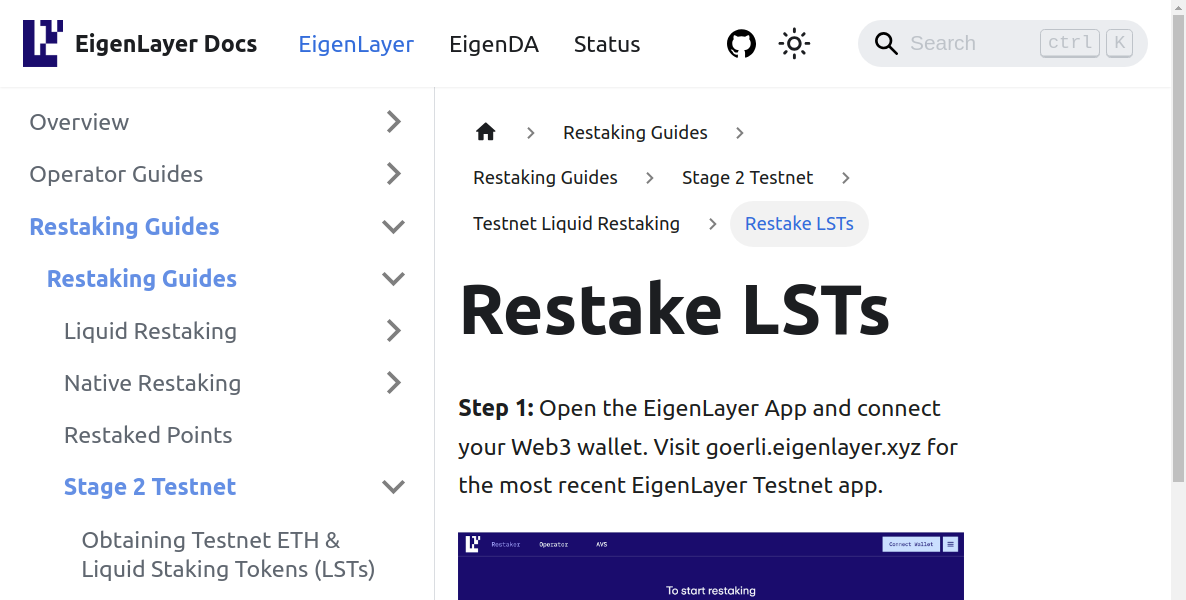 EigenLayer Docs EigenLayer EigenDA Status Search ctrl K
Overview
Operator Guides
Restaking Guides
Restaking Guides
Liquid Restaking
Native Restaking
Restaked Points
Stage 2 Testnet
Obtaining Testnet ETH &
Liquid Staking Tokens (LSTs)
Restaking Guides
Restaking Guides Stage 2 Testnet
Testnet Liquid Restaking Restake LSTs
Restake LSTs
Step 1: Open the EigenLayer App and connect
your Web3 wallet. Visit goerli.eigenlayer.xyz for
the most recent EigenLayer Testnet app.
Restaker Operator AVS Connect Wallet
To start restaking